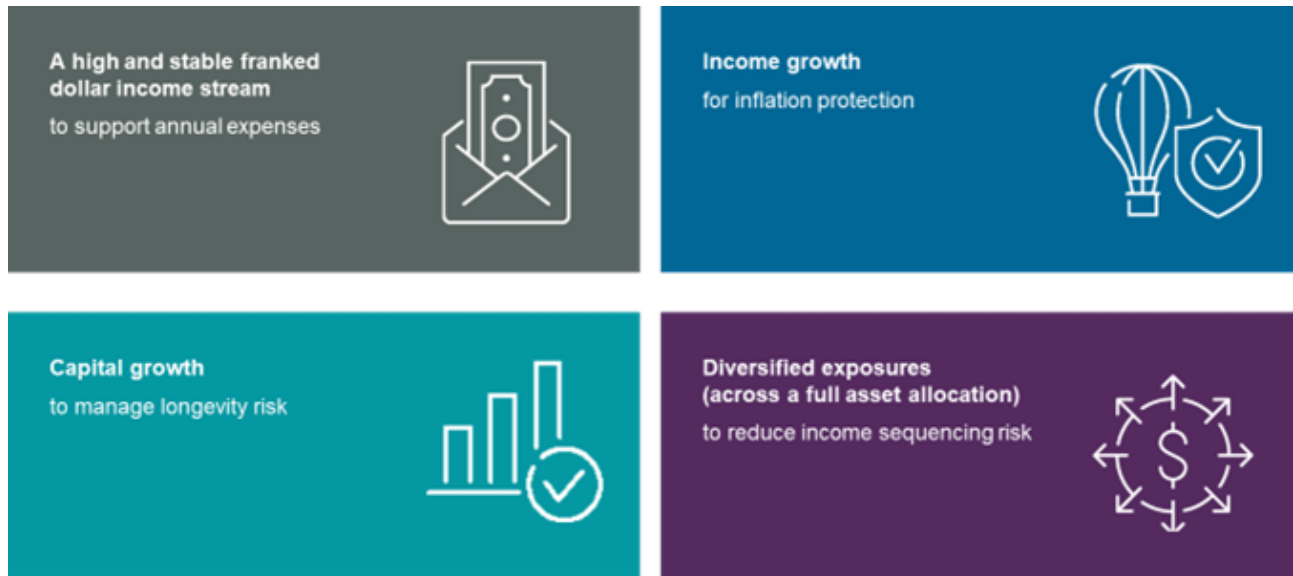 A high and stable franked
dollar income stream
to support annual expenses
Income growth
for inflation protection
Capital growth
to manage longevity risk
Diversified exposures
(across a full asset allocation)
to reduce income sequencing risk
$